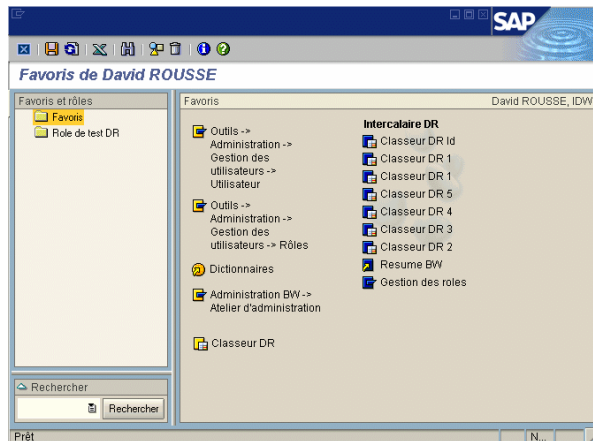 SAP
Favoris de David ROUSSE
Favoris et rôles
Favoris
Role de test DR
Favoris
David ROUSSE, IDW
Outils ->
Administration ->
Gestion des
utilisateurs ->
Utilisateur
Outils ->
Administration ->
Gestion des
utilisateurs -> Rôles
Dictionnaires
Administration BW ->
Atelier d'administration
Classeur DR
Intercalaire DR
Classeur DR Id
Classeur DR 1
Classeur DR 1
Classeur DR 5
Classeur DR 4
Classeur DR 3
Classeur DR 2
Resume BW
Gestion des roles
Rechercher
Rechercher
Prêt
N...